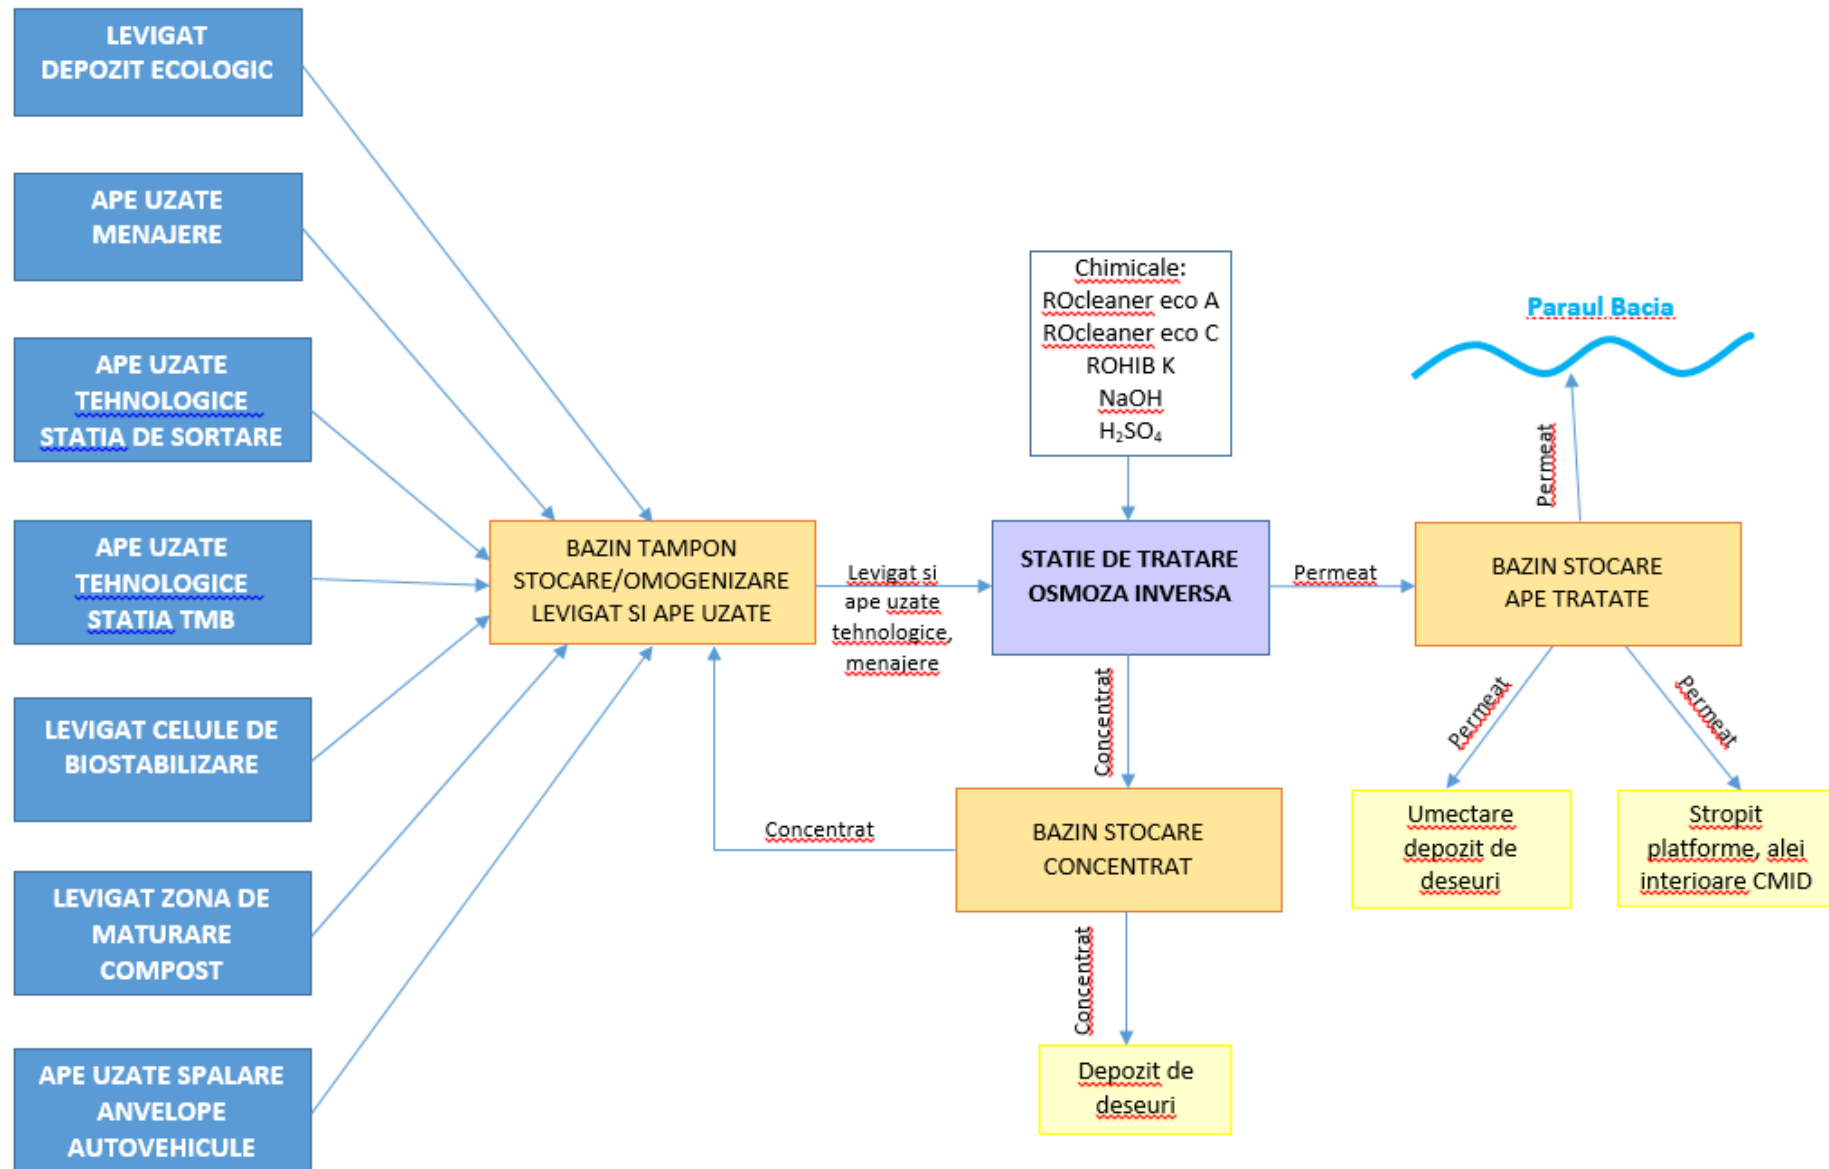 LEVIGAT
DEPOZIT ECOLOGIC
APE UZATE
MENAJERE
APE UZATE
TEHNOLOGICE
STATIA DE SORTARE
APE UZATE
TEHNOLOGICE
STATIA TMB
LEVIGAT CELULE DE
BIOSTABILIZARE
LEVIGAT ZONA DE
MATURARE
COMPOST
APE UZATE SPALARE
ANVELOPE
AUTOVEHICULE
BAZIN TAMPON
STOCARE/OMOGENIZARE
LEVIGAT SI APE UZATE
Levigat si
ape uzate
tehnologice,
menajere
Chimicale:
ROcleaner eco A
ROcleaner eco C
ROHIB K
NaOH
H₂SO₄
STATIE DE TRATARE
OSMOZA INVERSA
Concentrat
BAZIN STOCARE
CONCENTRAT
Concentrat
Concentrat
Depozit de
deseuri
Permeat
BAZIN STOCARE
APE TRATATE
Permeat
Paraul Bacia
Permeat
Permeat
Umectare
depozit de
deseuri
Stropit
platforme, alei
interioare CMID